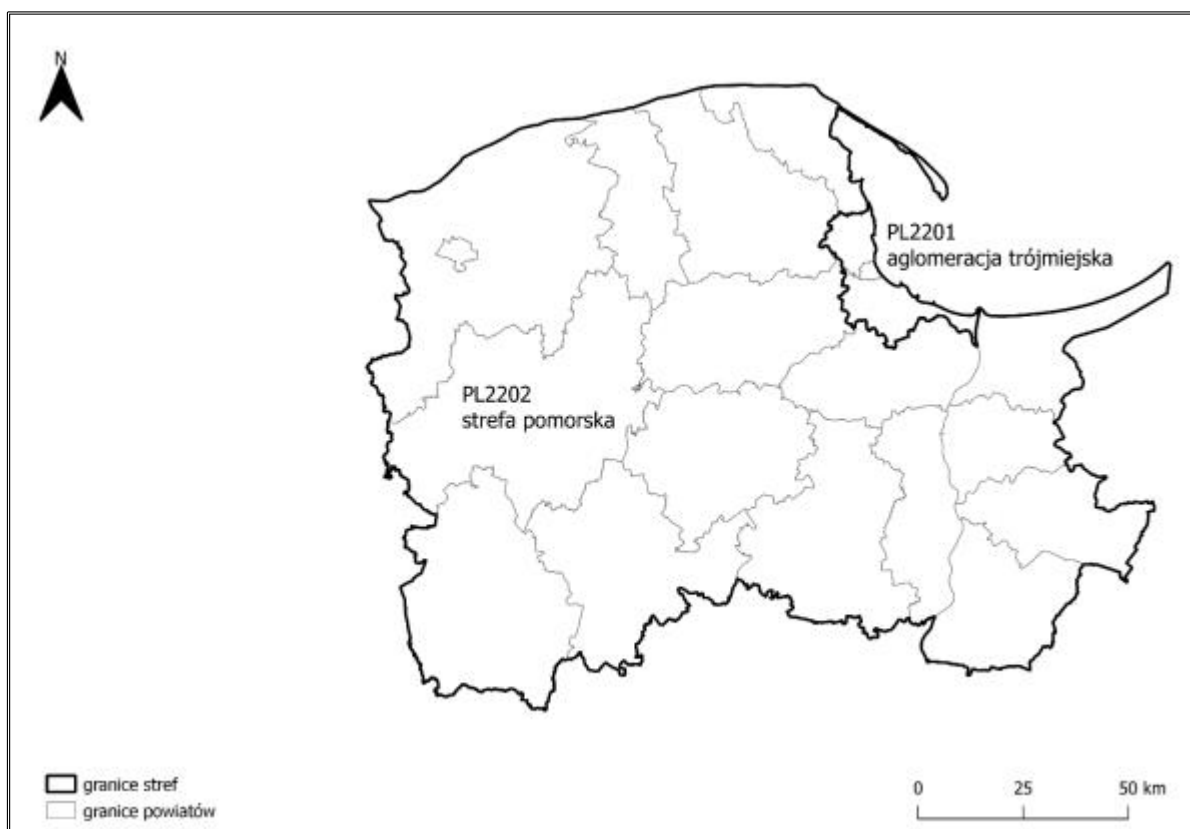 N
PL2201
aglomeracja trójmiejska
PL2202
strefa pomorska
granice stref
granice powiatów
0 25 50 km